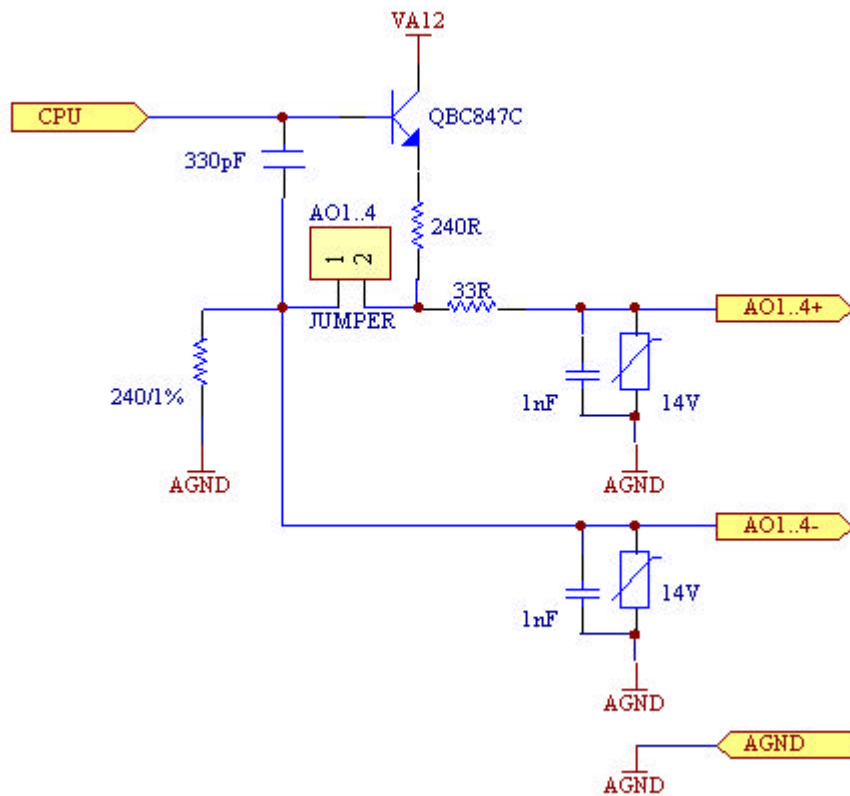 VA12
CPU
QBC847C
330pF
AO1..4
1
2
240R
33R
JUMPER
AO1..4+
240/1%
1nF
14V
AGND
AGND
AO1..4-
1nF
14V
AGND
AGND
AGND